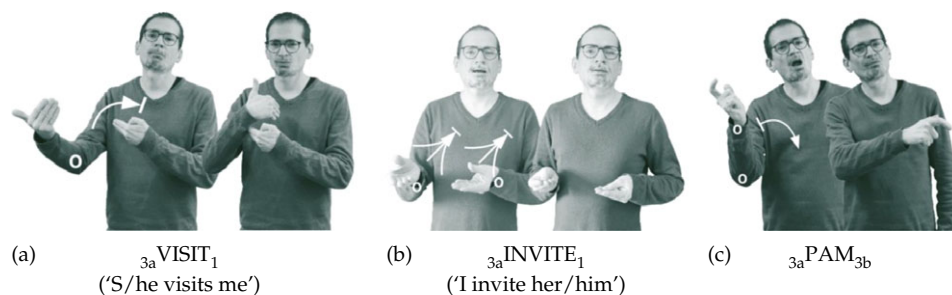 (a) ₃ₐVISIT₁
('S/he visits me')
(b) ₃ₐINVITE₁
('I invite her/him')
(c) ₃ₐPAM₃b